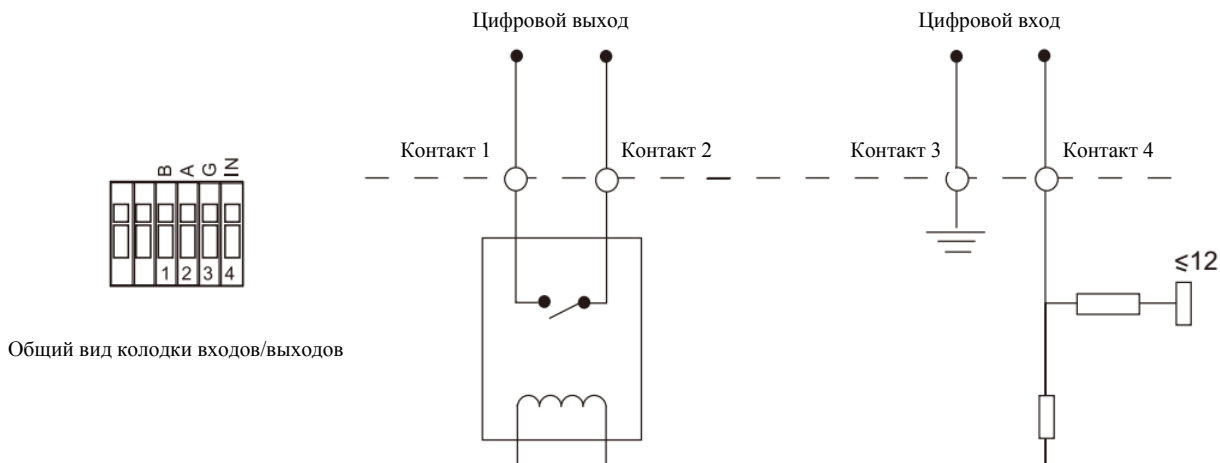 Цифровой выход
Цифровой вход
Контакт 1
Контакт 2
Контакт 3
Контакт 4
B A G IN
1 2 3 4
≤12
Общий вид колодки входов/выходов